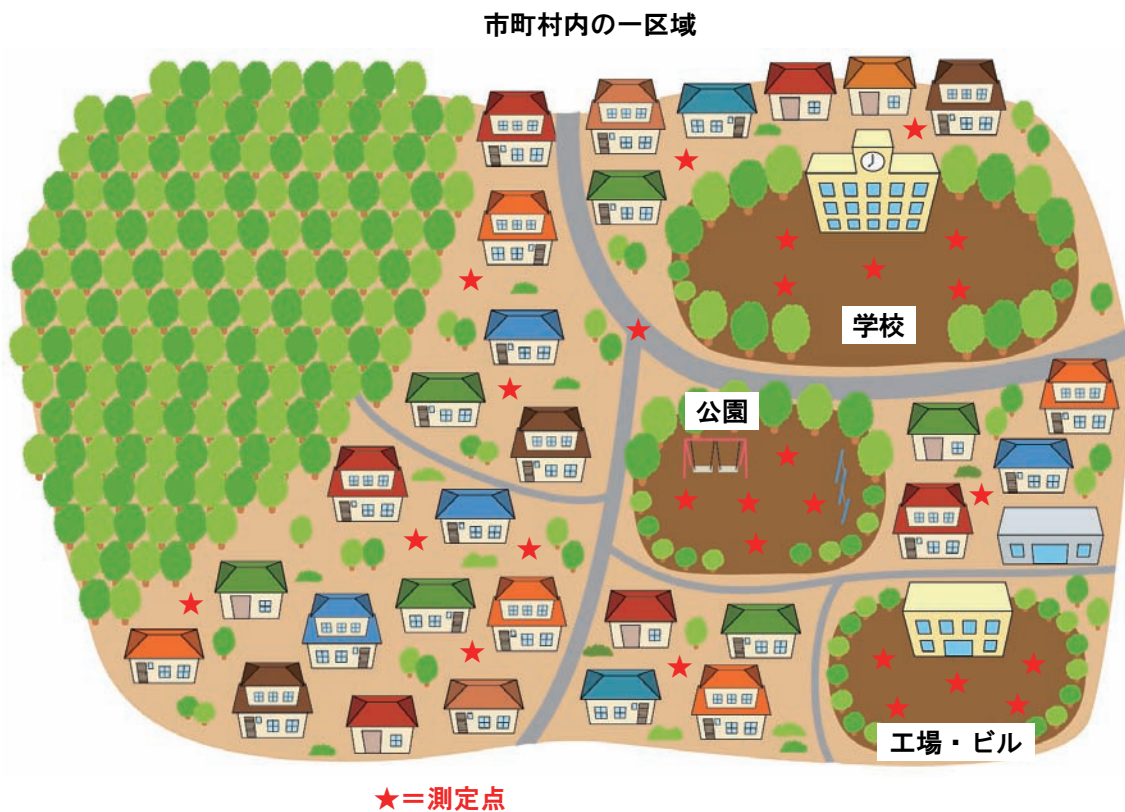 市町村内の一区域
学校
公園
工場・ビル
★＝測定点